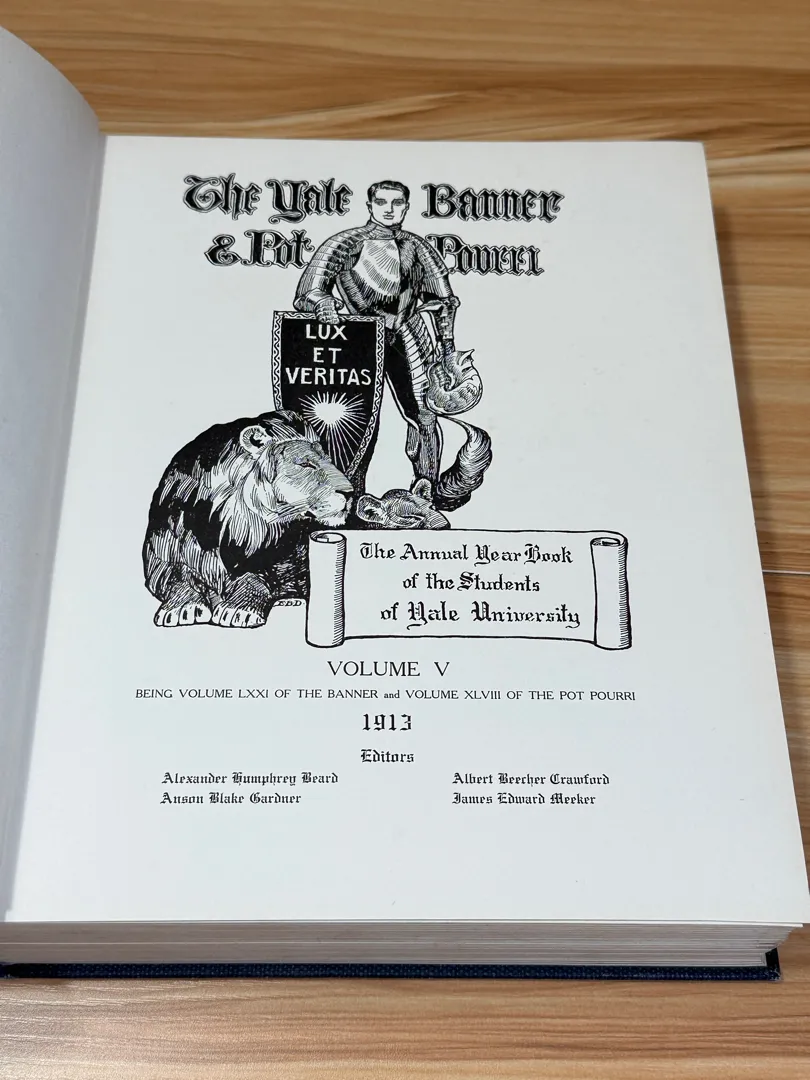 The Yale Banner
& Pot Pourri
LUX
ET
VERITAS
EDD
The Annual Year Book
of the Students
of Yale University
VOLUME V
BEING VOLUME LXXI OF THE BANNER and VOLUME XLVIII OF THE POT POURRI
1913
Editors
Alexander Humphrey Beard Albert Beecher Crawford
Anson Blake Gardner James Edward Meeker